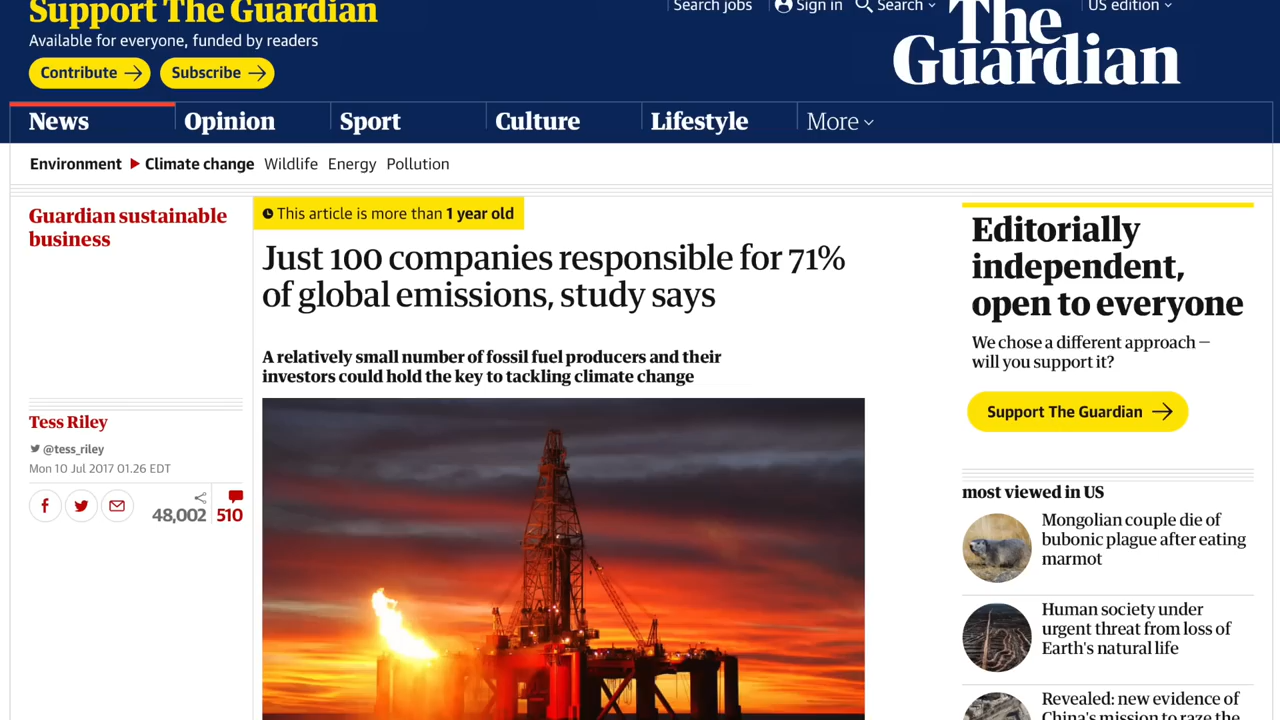 Support The Guardian
Available for everyone, funded by readers
Contribute
Subscribe
Search jobs
Sign in
Search
US edition
The
Guardian
News
Opinion
Sport
Culture
Lifestyle
More
Environment
Climate change
Wildlife
Energy
Pollution
Guardian sustainable
business
This article is more than 1 year old
Just 100 companies responsible for 71%
of global emissions, study says
A relatively small number of fossil fuel producers and their
investors could hold the key to tackling climate change
Tess Riley
@tess_riley
Mon 10 Jul 2017 01.26 EDT
48,002
510
Editorially
independent,
open to everyone
We chose a different approach —
will you support it?
Support The Guardian
most viewed in US
Mongolian couple die of
bubonic plague after eating
marmot
Human society under
urgent threat from loss of
Earth's natural life
Revealed: new evidence of
China's mission to raze the